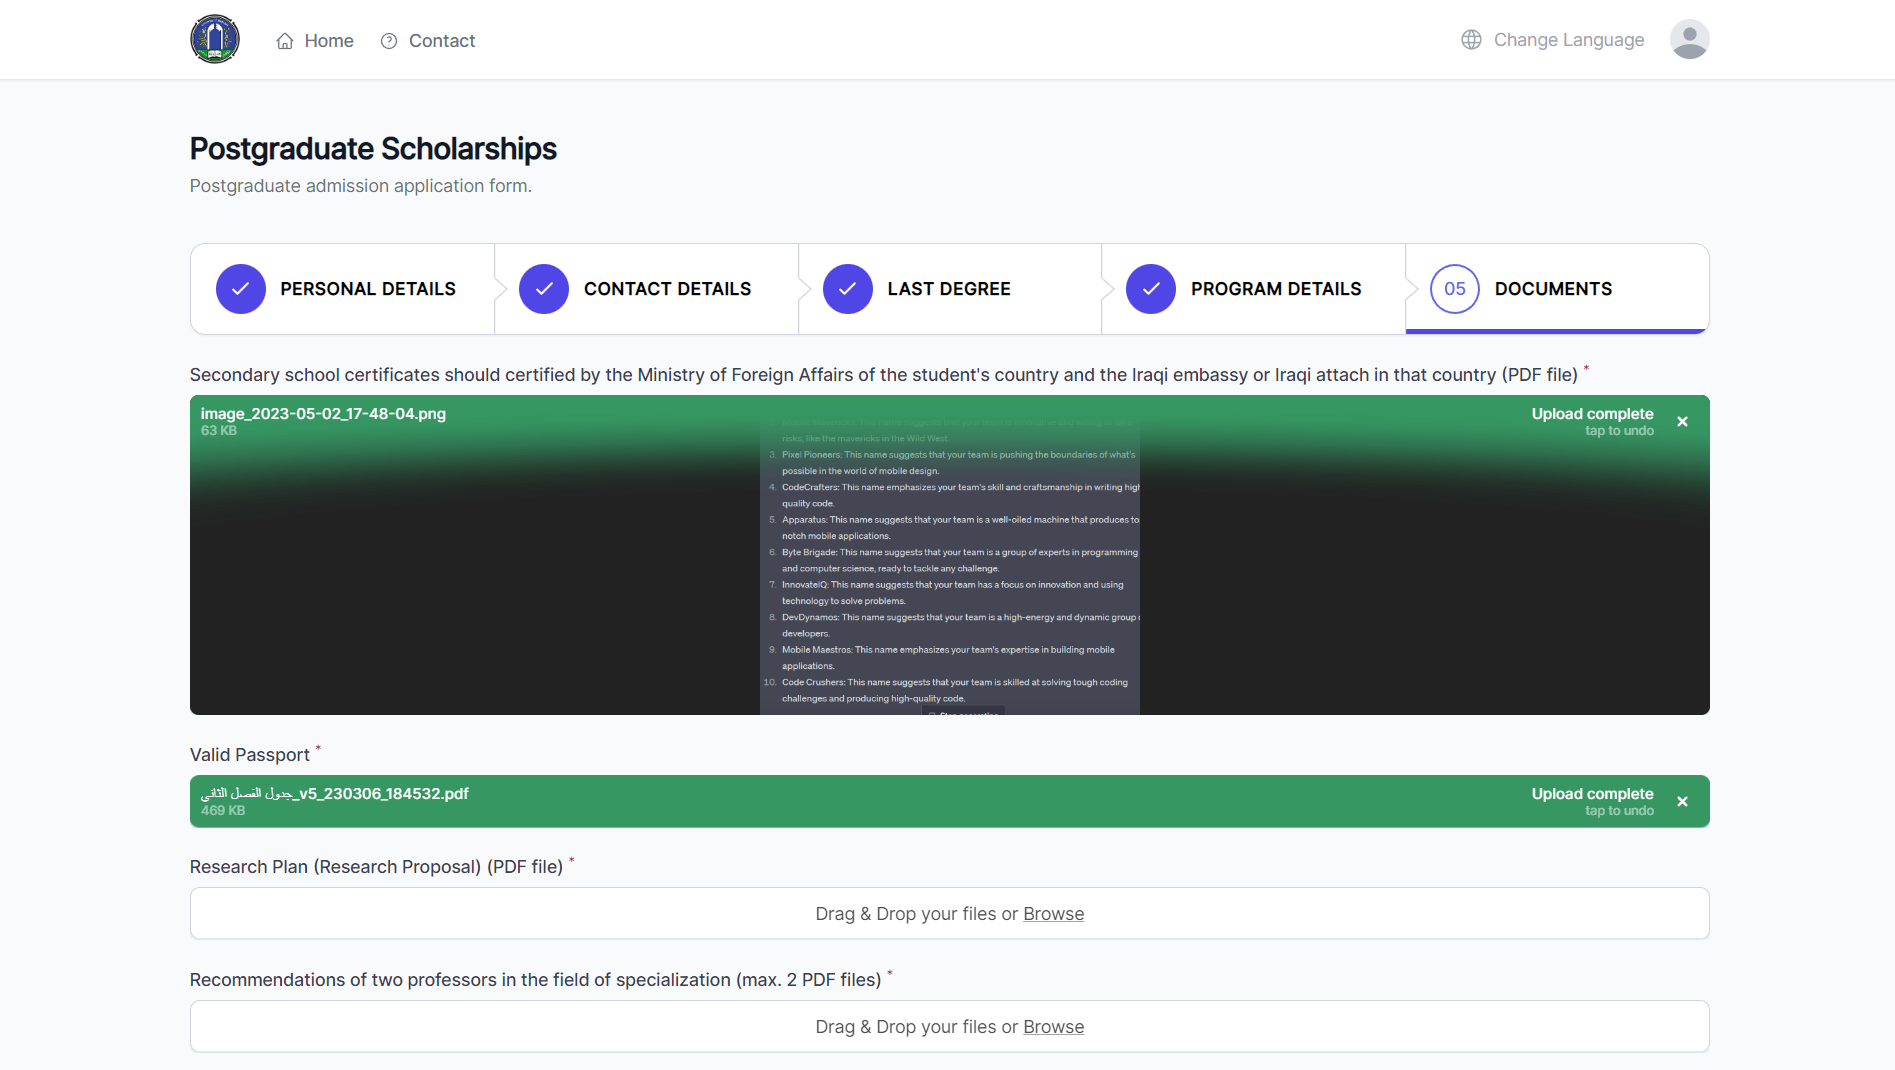 Home
Contact
Change Language
Postgraduate Scholarships
Postgraduate admission application form.
PERSONAL DETAILS
CONTACT DETAILS
LAST DEGREE
PROGRAM DETAILS
05
DOCUMENTS
Secondary school certificates should certified by the Ministry of Foreign Affairs of the student's country and the Iraqi embassy or Iraqi attach in that country (PDF file) *
image_2023-05-02_17-48-04.png
63 KB
Upload complete
tap to undo
risks, like the mavericks in the Wild West.
3. Pixel Pioneers: This name suggests that your team is pushing the boundaries of what's
possible in the world of mobile design.
4. CodeCrafters: This name emphasizes your team's skill and craftsmanship in writing high
quality code.
5. Apparatus: This name suggests that your team is a well-oiled machine that produces to
notch mobile applications.
6. Byte Brigade: This name suggests that your team is a group of experts in programming
and computer science, ready to tackle any challenge.
7. InnovateIQ: This name suggests that your team has a focus on innovation and using
technology to solve problems.
8. DevDynamos: This name suggests that your team is a high-energy and dynamic group
developers.
9. Mobile Maestros: This name emphasizes your team's expertise in building mobile
applications.
10. Code Crushers: This name suggests that your team is skilled at solving tough coding
challenges and producing high-quality code.
Valid Passport *
جدول الفصل الثاني_v5_230306_184532.pdf
469 KB
Upload complete
tap to undo
Research Plan (Research Proposal) (PDF file) *
Drag & Drop your files or Browse
Recommendations of two professors in the field of specialization (max. 2 PDF files) *
Drag & Drop your files or Browse